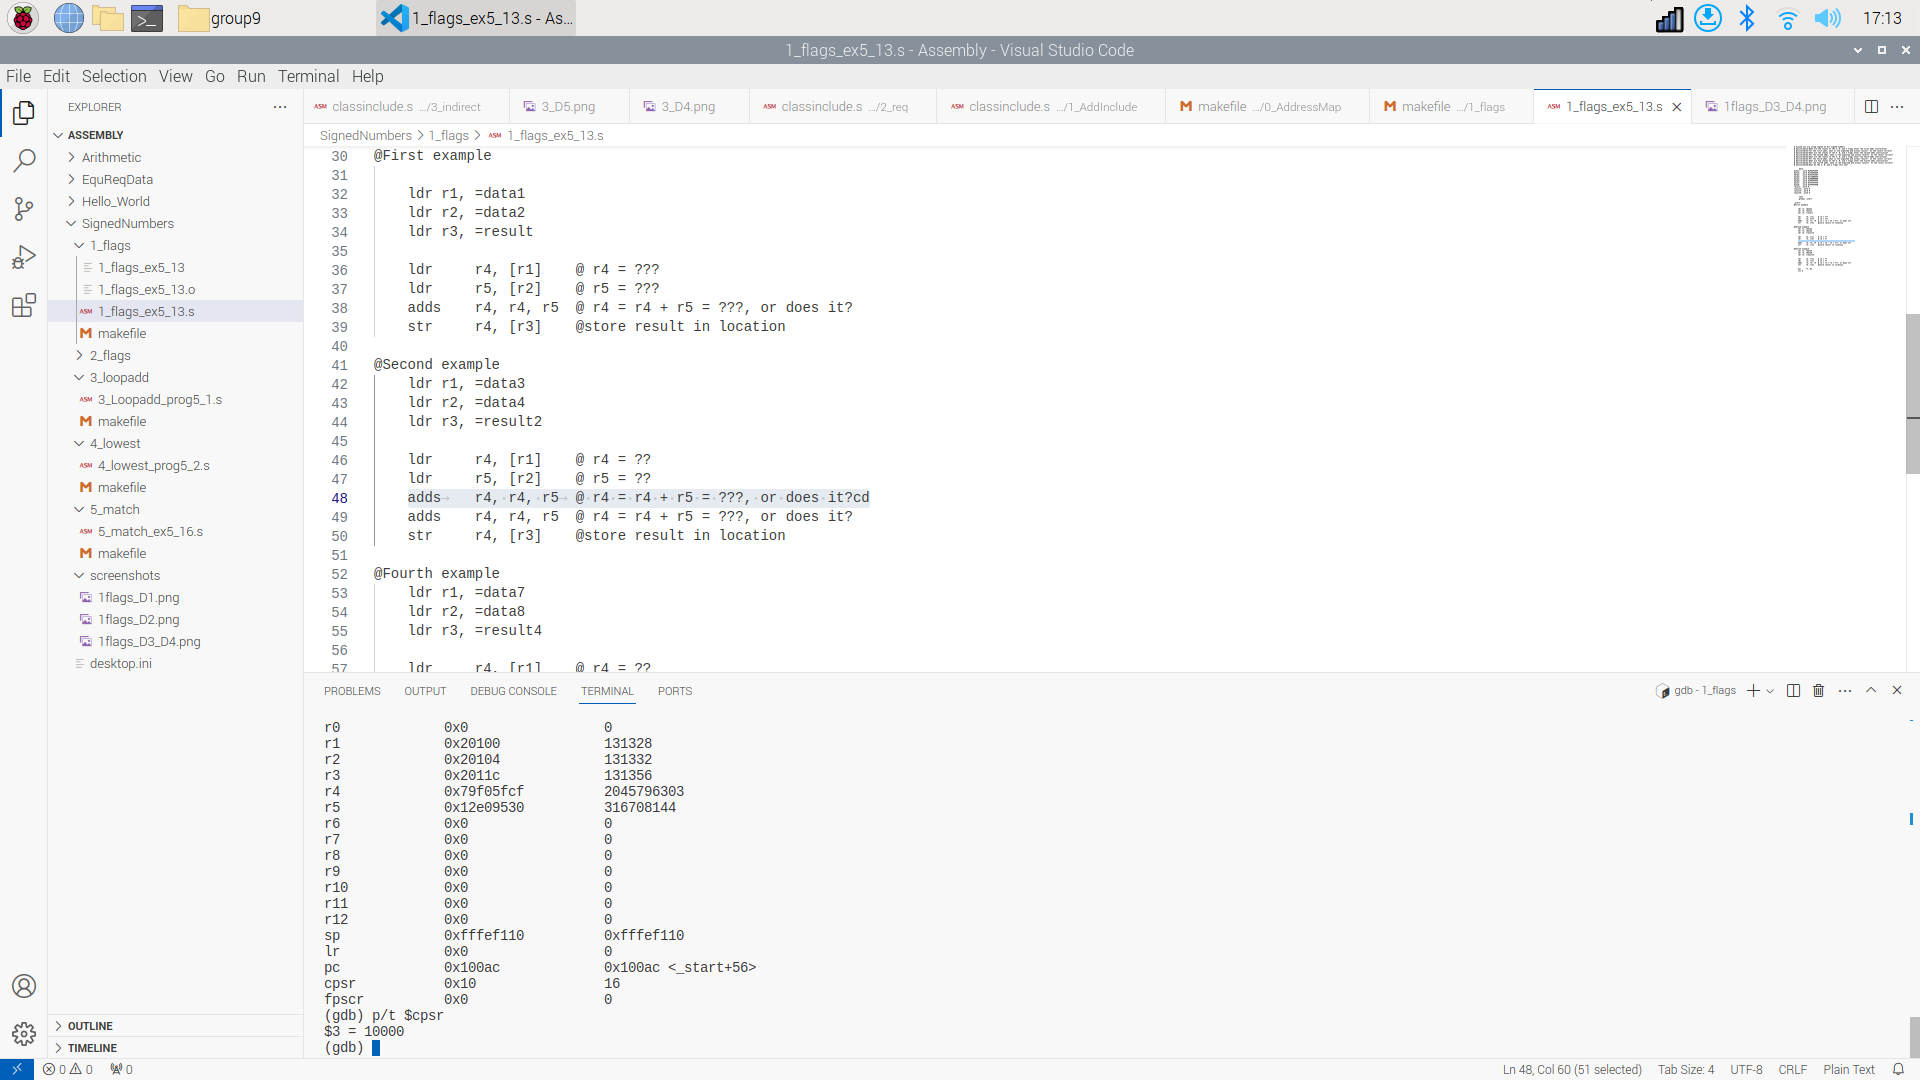 group9
1_flags_ex5_13.s - As...
17:13
1_flags_ex5_13.s - Assembly - Visual Studio Code
File Edit Selection View Go Run Terminal Help
EXPLORER
ASSEMBLY
Arithmetic
EquReqData
Hello_World
SignedNumbers
1_flags
1_flags_ex5_13
1_flags_ex5_13.o
ASM 1_flags_ex5_13.s
M makefile
2_flags
3_loopadd
ASM 3_Loopadd_prog5_1.s
M makefile
4_lowest
ASM 4_lowest_prog5_2.s
M makefile
5_match
ASM 5_match_ex5_16.s
M makefile
screenshots
1flags_D1.png
1flags_D2.png
1flags_D3_D4.png
desktop.ini
OUTLINE
TIMELINE
ASM classinclude.s .../3_indirect 3_D5.png 3_D4.png ASM classinclude.s .../2_req ASM classinclude.s .../1_AddInclude M makefile .../0_AddressMap M makefile .../1_flags ASM 1_flags_ex5_13.s 1flags_D3_D4.png
SignedNumbers > 1_flags > ASM 1_flags_ex5_13.s
30 @First example
31
32 ldr r1, =data1
33 ldr r2, =data2
34 ldr r3, =result
35
36 ldr r4, [r1] @ r4 = ???
37 ldr r5, [r2] @ r5 = ???
38 adds r4, r4, r5 @ r4 = r4 + r5 = ???, or does it?
39 str r4, [r3] @store result in location
40
41 @Second example
42 ldr r1, =data3
43 ldr r2, =data4
44 ldr r3, =result2
45
46 ldr r4, [r1] @ r4 = ??
47 ldr r5, [r2] @ r5 = ??
48 adds r4, r4, r5 @ r4 = r4 + r5 = ???, or does it?cd
49 adds r4, r4, r5 @ r4 = r4 + r5 = ???, or does it?
50 str r4, [r3] @store result in location
51
52 @Fourth example
53 ldr r1, =data7
54 ldr r2, =data8
55 ldr r3, =result4
56
57 ldr r4, [r1] @ r4 = ??
PROBLEMS OUTPUT DEBUG CONSOLE TERMINAL PORTS
gdb - 1_flags
r0 0x0 0
r1 0x20100 131328
r2 0x20104 131332
r3 0x2011c 131356
r4 0x79f05fcf 2045796303
r5 0x12e09530 316708144
r6 0x0 0
r7 0x0 0
r8 0x0 0
r9 0x0 0
r10 0x0 0
r11 0x0 0
r12 0x0 0
sp 0xfffef110 0xfffef110
lr 0x0 0
pc 0x100ac 0x100ac <_start+56>
cpsr 0x10 16
fpscr 0x0 0
(gdb) p/t $cpsr
$3 = 10000
(gdb)
0 0 0 Ln 48, Col 60 (51 selected) Tab Size: 4 UTF-8 CRLF Plain Text